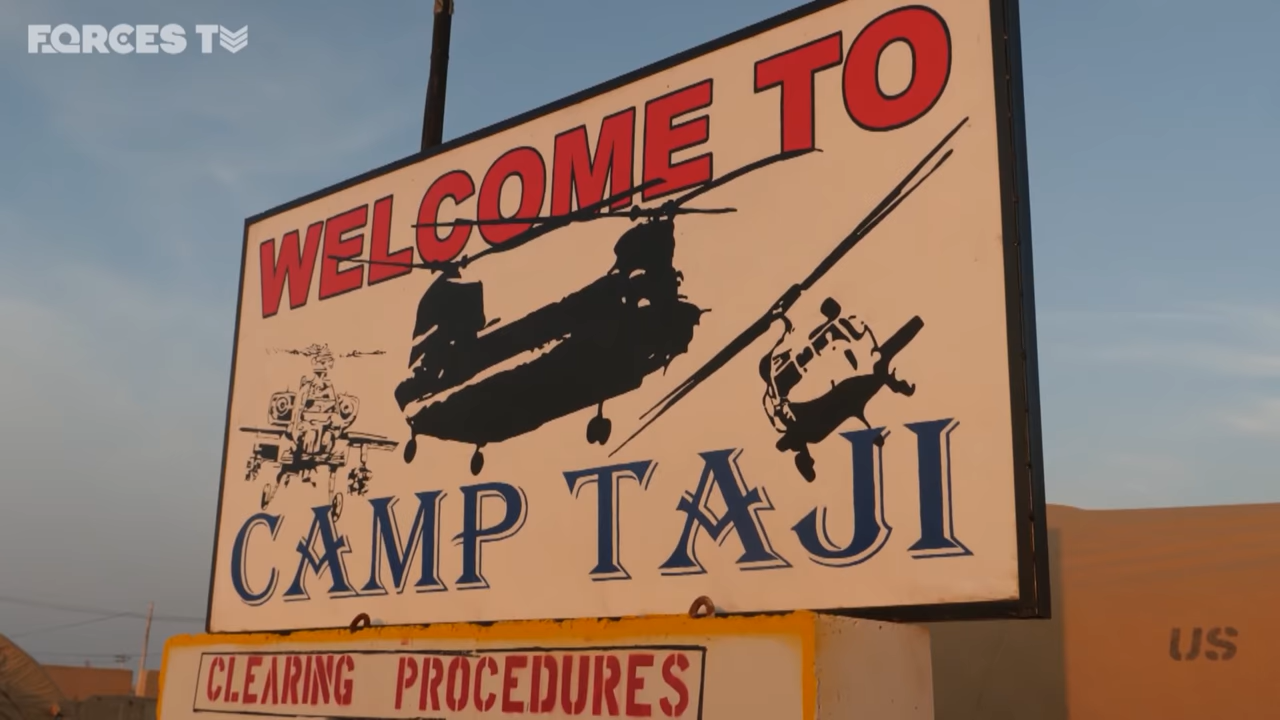 FORCES TV
WELCOME TO
CAMP TAJI
CLEARING PROCEDURES
US